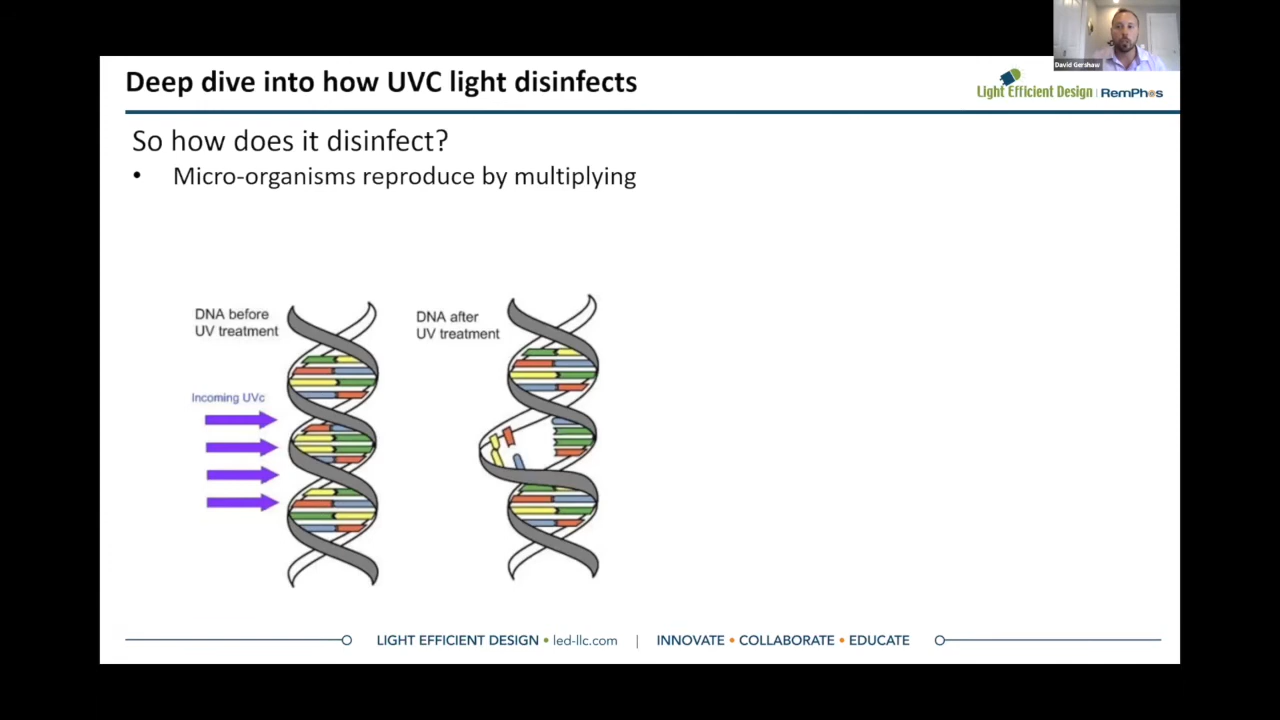 Deep dive into how UVC light disinfects
David Gershaw
Light Efficient Design | RemPhos
So how does it disinfect?
• Micro-organisms reproduce by multiplying
DNA before
UV treatment
DNA after
UV treatment
Incoming UVc
LIGHT EFFICIENT DESIGN • led-llc.com | INNOVATE • COLLABORATE • EDUCATE